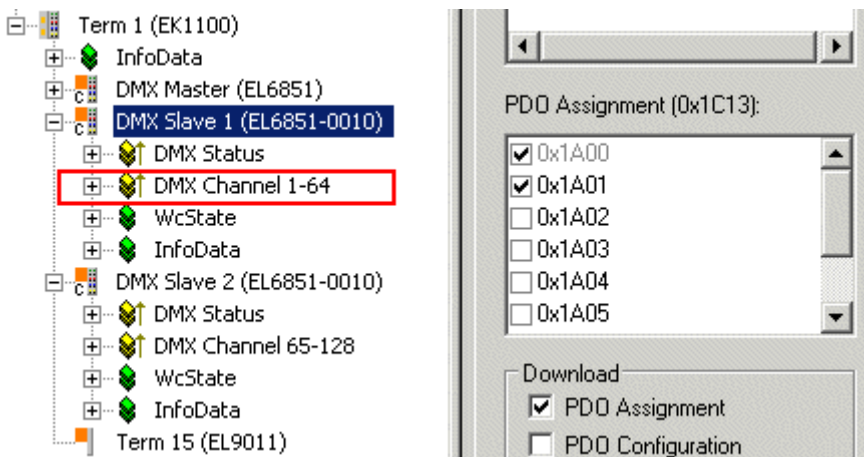 Term 1 (EK1100)
InfoData
DMX Master (EL6851)
DMX Slave 1 (EL6851-0010)
DMX Status
DMX Channel 1-64
WcState
InfoData
DMX Slave 2 (EL6851-0010)
DMX Status
DMX Channel 65-128
WcState
InfoData
Term 15 (EL9011)
PDO Assignment (0x1C13):
0x1A00
0x1A01
0x1A02
0x1A03
0x1A04
0x1A05
Download
PDO Assignment
PDO Configuration